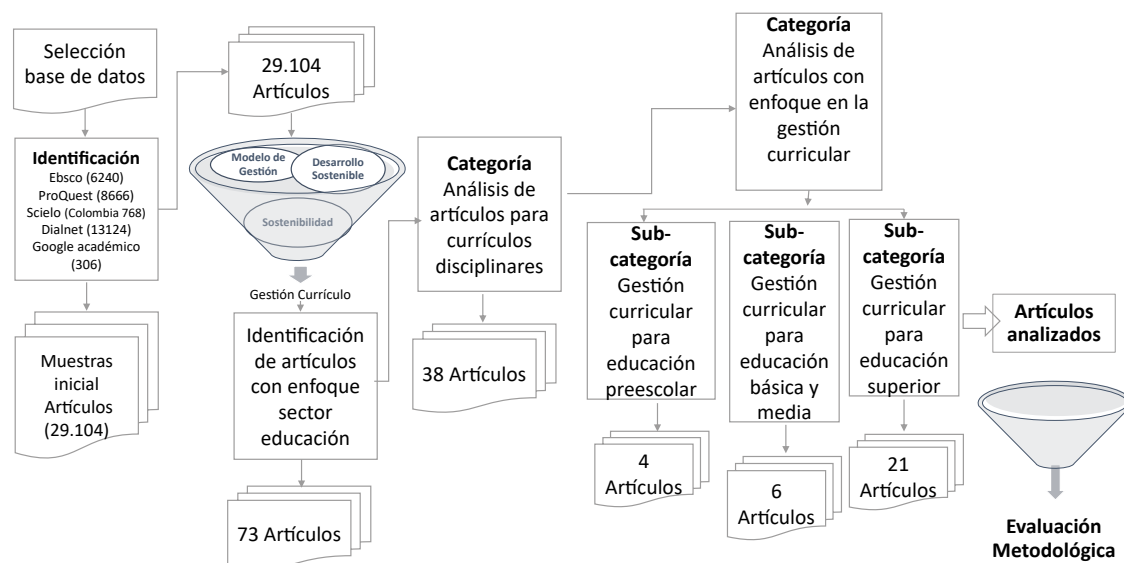 Selección
base de datos
Identificación
Ebsco (6240)
ProQuest (8666)
Scielo (Colombia 768)
Dialnet (13124)
Google académico
(306)
Muestras
inicial
Artículos
(29.104)
29.104
Artículos
Modelo de
Gestión
Desarrollo
Sostenible
Sostenibilidad
Gestión Currículo
Identificación
de artículos
con enfoque
sector
educación
73 Artículos
Categoría
Análisis de
artículos para
currículos
disciplinares
38 Artículos
Categoría
Análisis de
artículos con
enfoque en la
gestión
curricular
Sub-
categoría
Gestión
curricular
para
educación
preescolar
4
Artículos
Sub-
categoría
Gestión
curricular
para
educación
básica y
media
6
Artículos
Sub-
categoría
Gestión
curricular
para
educación
superior
21
Artículos
Artículos
analizados
Evaluación
Metodológica